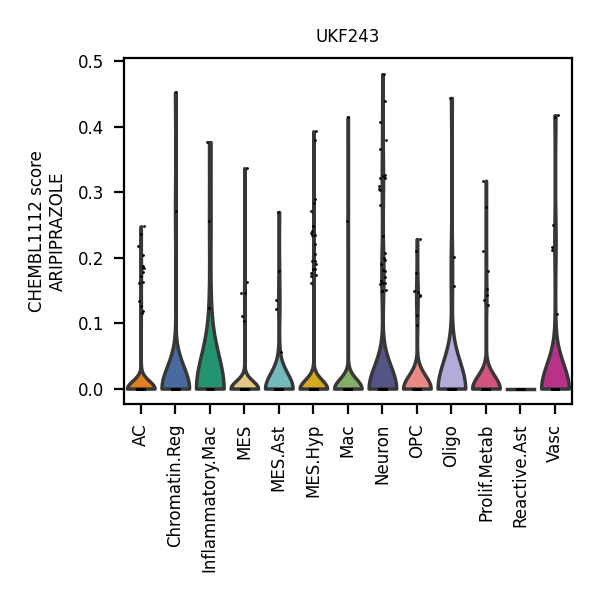 UKF243
CHEMBL1112 score
ARIPIPRAZOLE
0.5
0.4
0.3
0.2
0.1
0.0
AC
Chromatin.Reg
Inflammatory.Mac
MES
MES.Ast
MES.Hyp
Mac
Neuron
OPC
Oligo
Prolif.Metab
Reactive.Ast
Vasc